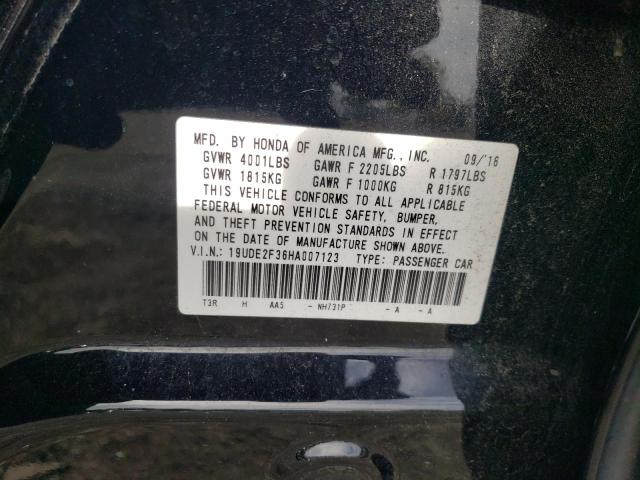 MFD. BY HONDA OF AMERICA MFG., INC. 09/'16
GVWR 4001LBS GAWR F 2205LBS R 1797LBS
GVWR 1815KG GAWR F 1000KG R 815KG
THIS VEHICLE CONFORMS TO ALL APPLICABLE
FEDERAL MOTOR VEHICLE SAFETY, BUMPER,
AND THEFT PREVENTION STANDARDS IN EFFECT
ON THE DATE OF MANUFACTURE SHOWN ABOVE.
V.I.N.: 19UDE2F36HA007123 TYPE: PASSENGER CAR
T3R H AA5 - NH731P - A - A